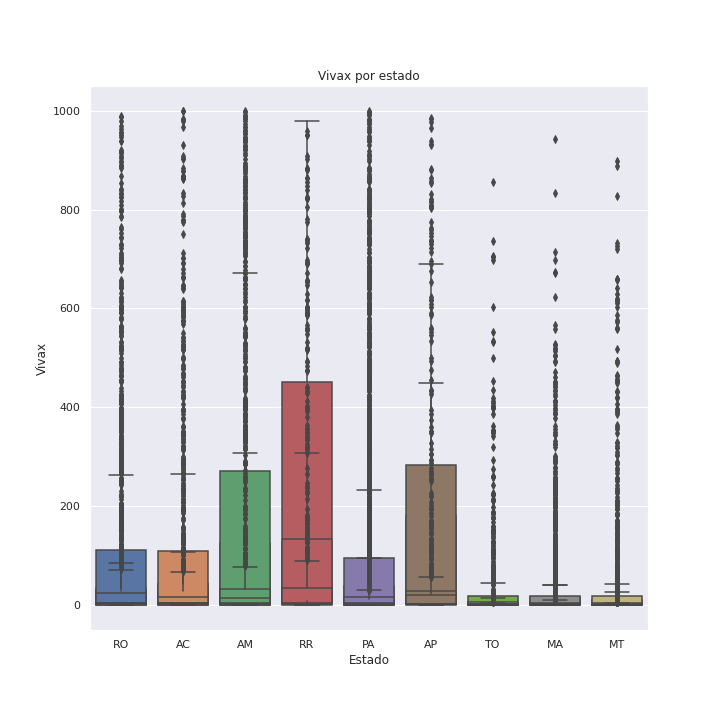 Vivax por estado
1000
800
600
400
200
0
Vivax
RO AC AM RR PA AP TO MA MT
Estado